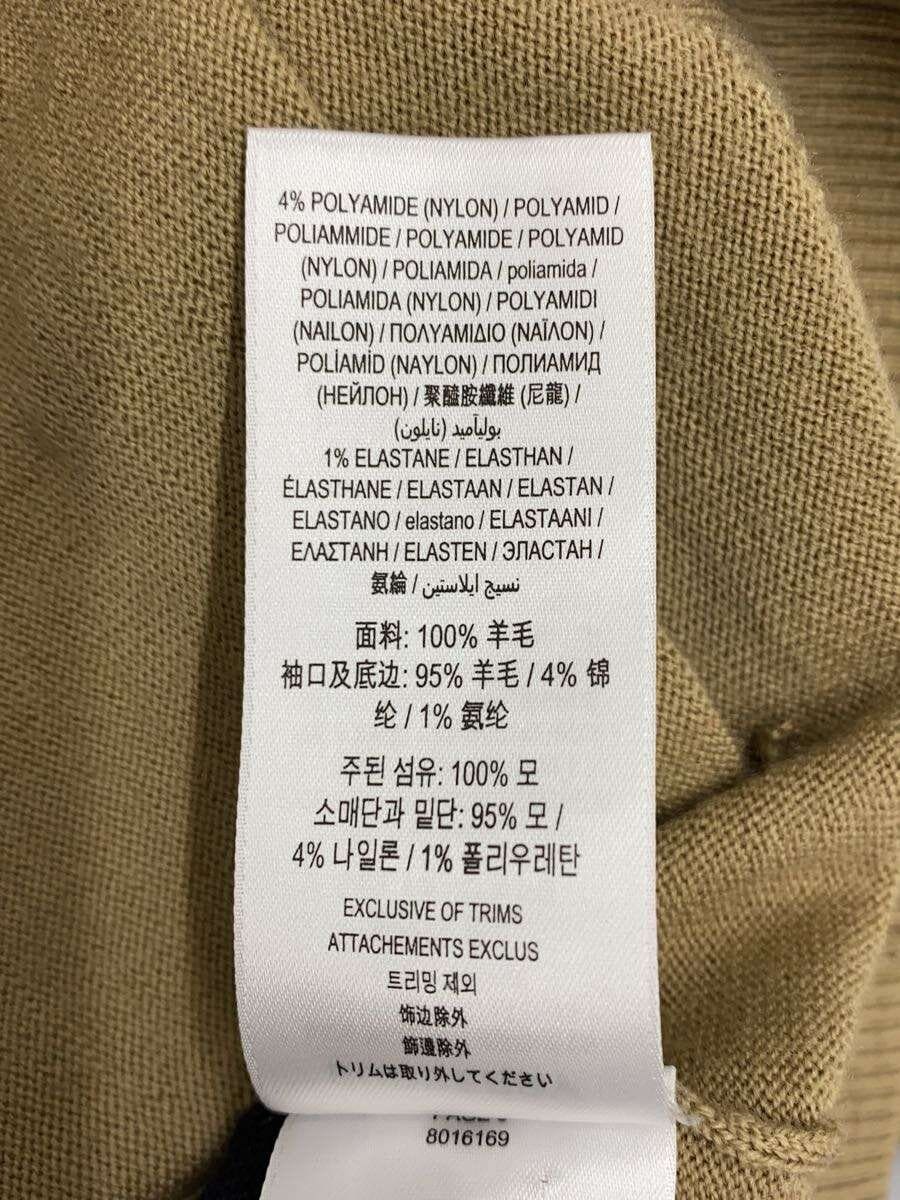 4% POLYAMIDE (NYLON) / POLYAMID /
POLIAMMIDE / POLYAMIDE / POLYAMID
(NYLON) / POLIAMIDA / poliamida /
POLIAMIDA (NYLON) / POLYAMIDI
(NAILON) / ΠΟΛΥΑΜΙΔΙΟ (ΝΑΪΛΟΝ) /
POLİAMİD (NAYLON) / ПОЛИАМИД
(НЕЙЛОН) / 聚醯胺纖維 (尼龍) /
بوليآميد (نايلون)
1% ELASTANE / ELASTHAN /
ÉLASTHANE / ELASTAAN / ELASTAN /
ELASTANO / elastano / ELASTAANI /
ΕΛΑΣΤΑΝΗ / ELASTEN / ЭЛАСТАН /
氨綸 / نسيج ايلاستين
面料: 100% 羊毛
袖口及底边: 95% 羊毛 / 4% 锦
纶 / 1% 氨纶
주된 섬유: 100% 모
소매단과 밑단: 95% 모 /
4% 나일론 / 1% 폴리우레탄
EXCLUSIVE OF TRIMS
ATTACHEMENTS EXCLUS
트리밍 제외
饰边除外
飾邊除外
トリムは取り外してください
8016169